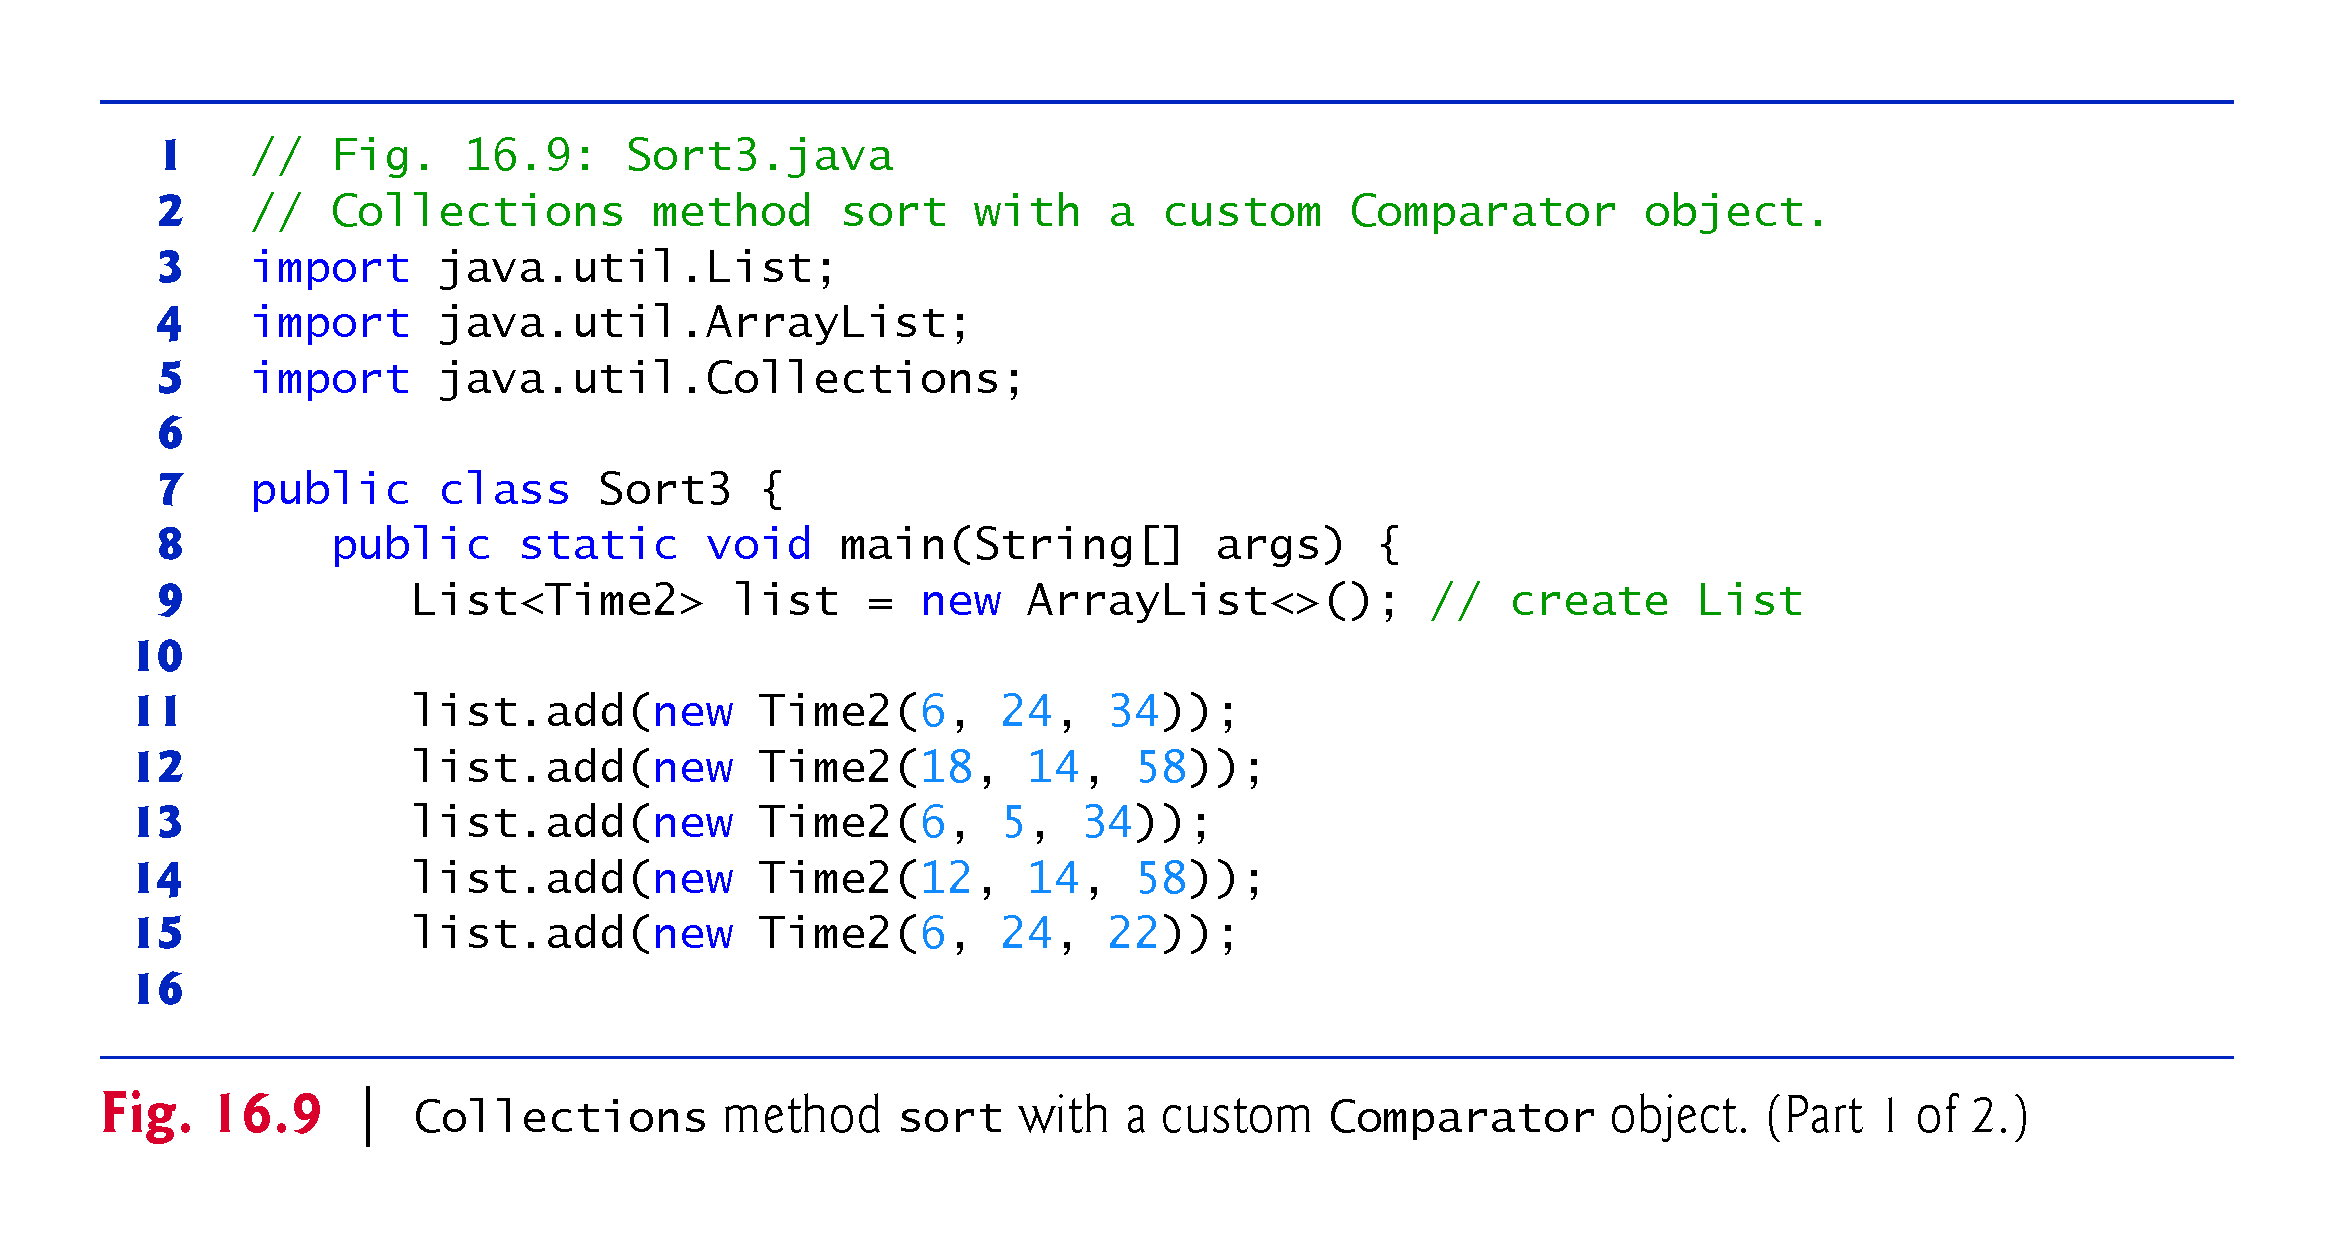 1 // Fig. 16.9: Sort3.java
2 // Collections method sort with a custom Comparator object.
3 import java.util.List;
4 import java.util.ArrayList;
5 import java.util.Collections;
6
7 public class Sort3 {
8    public static void main(String[] args) {
9       List<Time2> list = new ArrayList<>(); // create List
10
11       list.add(new Time2(6, 24, 34));
12       list.add(new Time2(18, 14, 58));
13       list.add(new Time2(6, 5, 34));
14       list.add(new Time2(12, 14, 58));
15       list.add(new Time2(6, 24, 22));
16
Fig. 16.9 | Collections method sort with a custom Comparator object. (Part 1 of 2.)